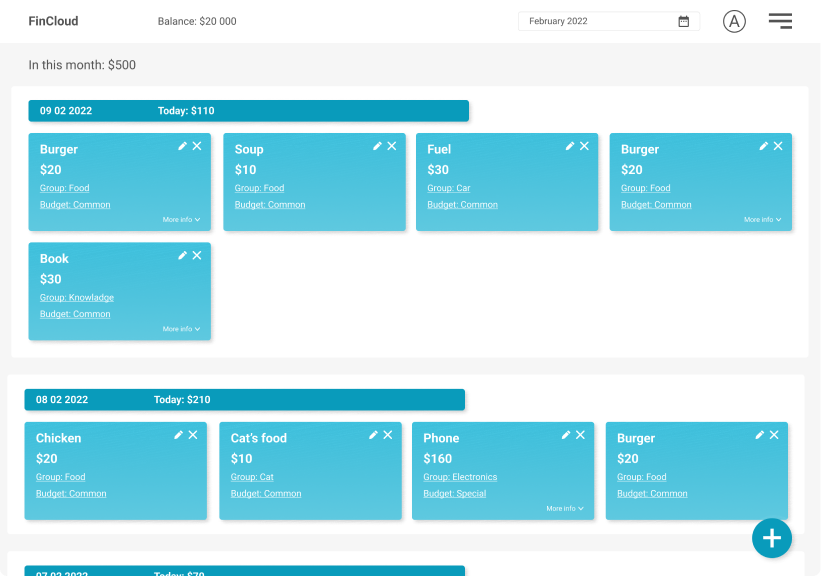 FinCloud
Balance: $20 000
February 2022
A
In this month: $500
09 02 2022 Today: $110
Burger
$20
Group: Food
Budget: Common
More info
Soup
$10
Group: Food
Budget: Common
Fuel
$30
Group: Car
Budget: Common
Burger
$20
Group: Food
Budget: Common
More info
Book
$30
Group: Knowladge
Budget: Common
More info
08 02 2022 Today: $210
Chicken
$20
Group: Food
Budget: Common
Cat's food
$10
Group: Cat
Budget: Common
Phone
$160
Group: Electronics
Budget: Special
More info
Burger
$20
Group: Food
Budget: Common
07 02 2022 Today: $70